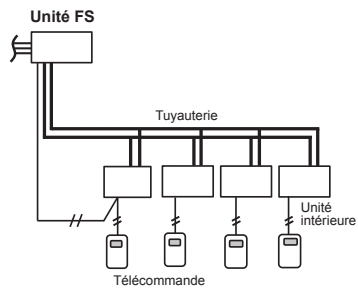 Unité FS
Tuyauterie
Unité
intérieure
Télécommande